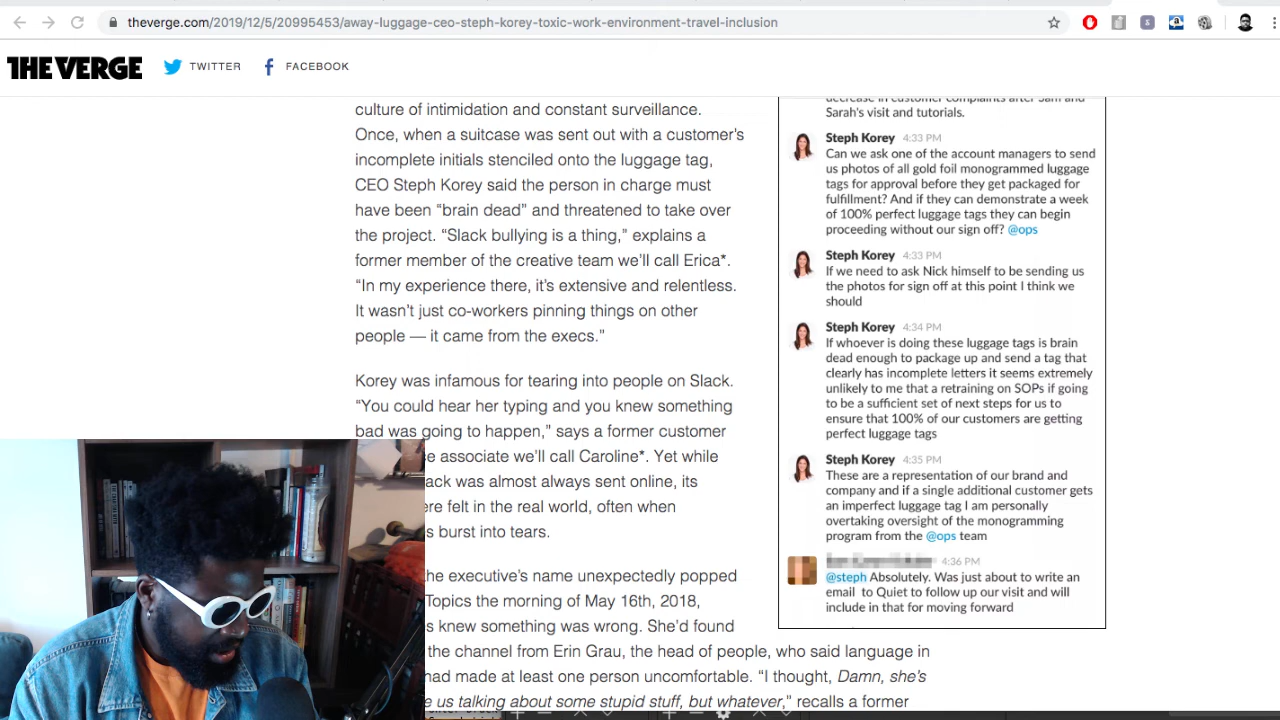 theverge.com/2019/12/5/20995453/away-luggage-ceo-steph-korey-toxic-work-environment-travel-inclusion
THE VERGE
TWITTER
FACEBOOK
culture of intimidation and constant surveillance.
Once, when a suitcase was sent out with a customer's
incomplete initials stenciled onto the luggage tag,
CEO Steph Korey said the person in charge must
have been “brain dead” and threatened to take over
the project. “Slack bullying is a thing,” explains a
former member of the creative team we'll call Erica*.
“In my experience there, it's extensive and relentless.
It wasn't just co-workers pinning things on other
people — it came from the execs.”
Korey was infamous for tearing into people on Slack.
“You could hear her typing and you knew something
bad was going to happen,” says a former customer
associate we'll call Caroline*. Yet while
was almost always sent online, its
felt in the real world, often when
burst into tears.
the executive's name unexpectedly popped
Topics the morning of May 16th, 2018,
knew something was wrong. She'd found
the channel from Erin Grau, the head of people, who said language in
had made at least one person uncomfortable. “I thought, Damn, she's
us talking about some stupid stuff, but whatever,” recalls a former
decrease in customer complaints after Sam and
Sarah's visit and tutorials.
Steph Korey 4:33 PM
Can we ask one of the account managers to send
us photos of all gold foil monogrammed luggage
tags for approval before they get packaged for
fulfillment? And if they can demonstrate a week
of 100% perfect luggage tags they can begin
proceeding without our sign off? @ops
Steph Korey 4:33 PM
If we need to ask Nick himself to be sending us
the photos for sign off at this point I think we
should
Steph Korey 4:34 PM
If whoever is doing these luggage tags is brain
dead enough to package up and send a tag that
clearly has incomplete letters it seems extremely
unlikely to me that a retraining on SOPs if going
to be a sufficient set of next steps for us to
ensure that 100% of our customers are getting
perfect luggage tags
Steph Korey 4:35 PM
These are a representation of our brand and
company and if a single additional customer gets
an imperfect luggage tag I am personally
overtaking oversight of the monogramming
program from the @ops team
4:36 PM
@steph Absolutely. Was just about to write an
email to Quiet to follow up our visit and will
include in that for moving forward